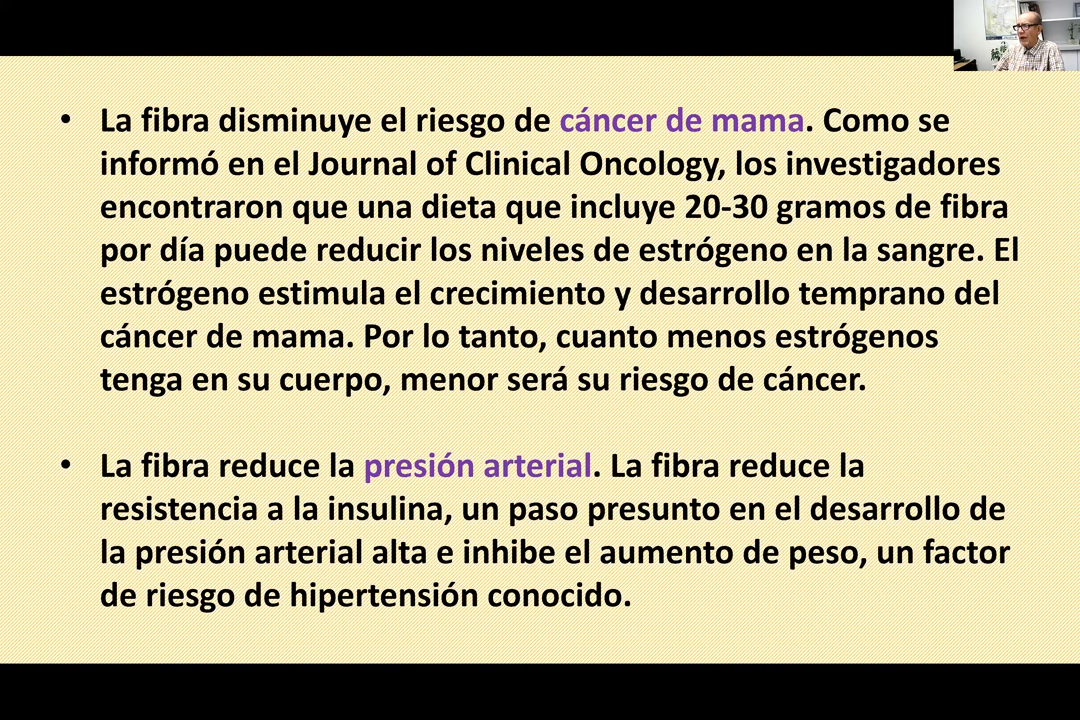 • La fibra disminuye el riesgo de cáncer de mama. Como se
informó en el Journal of Clinical Oncology, los investigadores
encontraron que una dieta que incluye 20-30 gramos de fibra
por día puede reducir los niveles de estrógeno en la sangre. El
estrógeno estimula el crecimiento y desarrollo temprano del
cáncer de mama. Por lo tanto, cuanto menos estrógenos
tenga en su cuerpo, menor será su riesgo de cáncer.
• La fibra reduce la presión arterial. La fibra reduce la
resistencia a la insulina, un paso presunto en el desarrollo de
la presión arterial alta e inhibe el aumento de peso, un factor
de riesgo de hipertensión conocido.